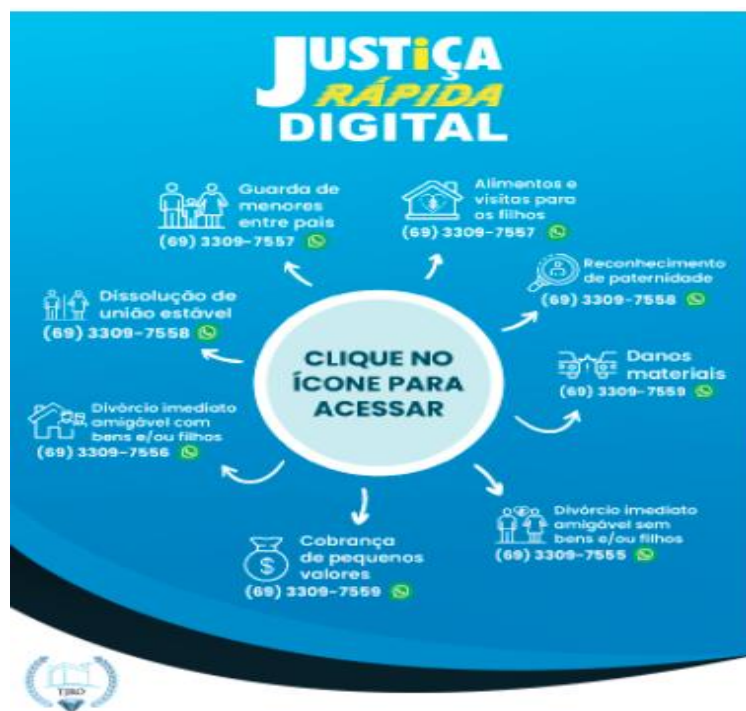 JUSTiÇA
RÁPIDA
DIGITAL
Guarda de
menores
entre pais
(69) 3309-7557
Alimentos e
visitas para
os filhos
(69) 3309-7557
Reconhecimento
de paternidade
(69) 3309-7558
Dissolução de
união estável
(69) 3309-7558
CLIQUE NO
ÍCONE PARA
ACESSAR
Danos
materiais
(69) 3309-7559
Divórcio imediato
amigável com
bens e/ou filhos
(69) 3309-7556
Divórcio imediato
amigável sem
bens e/ou filhos
(69) 3309-7555
Cobrança
de pequenos
valores
(69) 3309-7559
TJRO